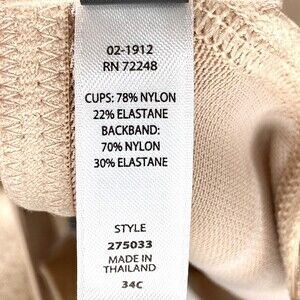 02-1912
RN 72248
CUPS: 78% NYLON
22% ELASTANE
BACKBAND:
70% NYLON
30% ELASTANE
STYLE
275033
MADE IN
THAILAND
34C